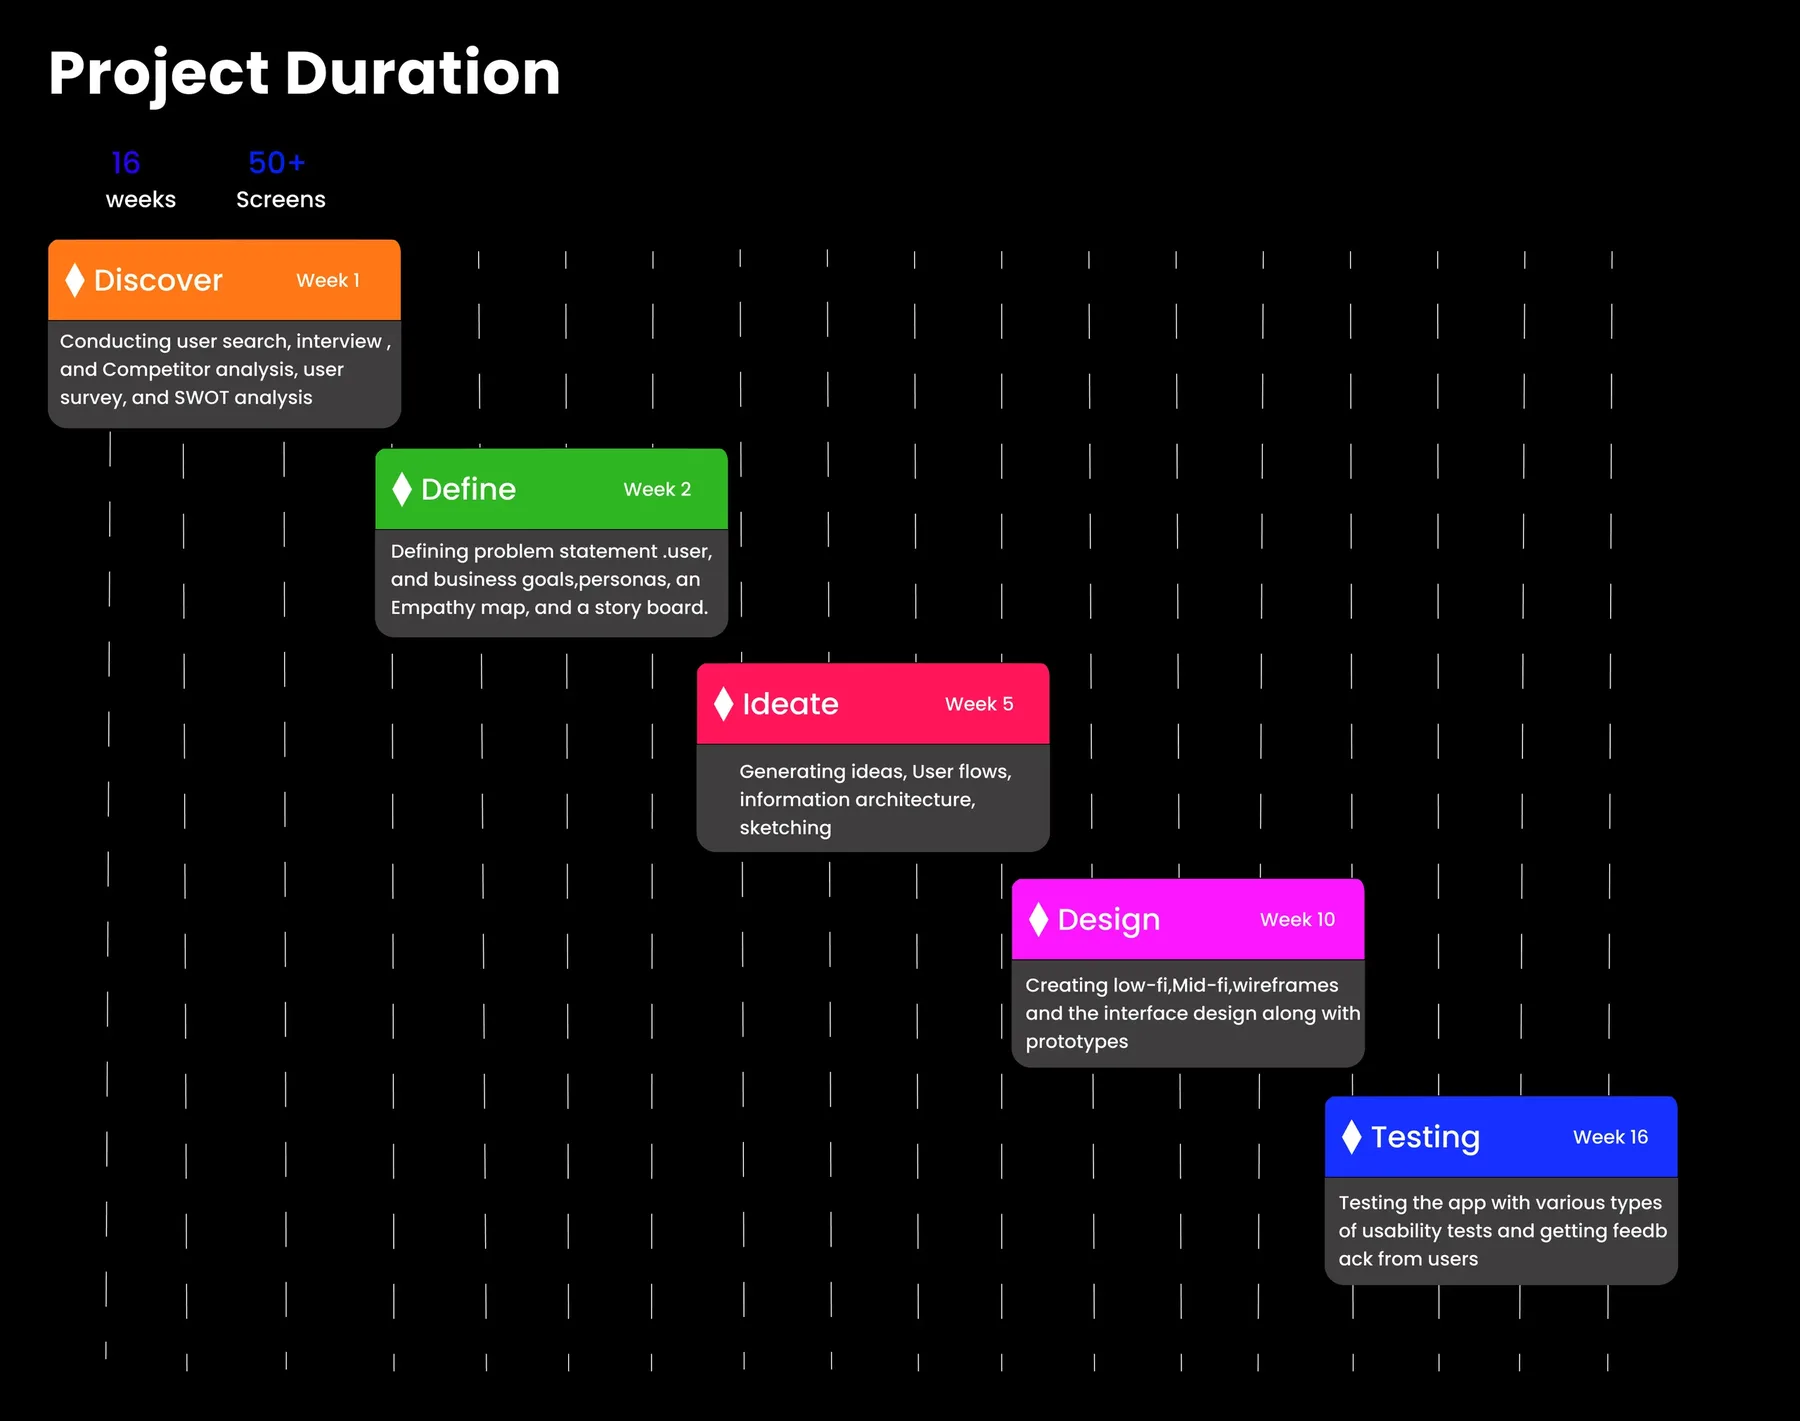 Project Duration
16
weeks
50+
Screens
Discover
Week 1
Conducting user search, interview ,
and Competitor analysis, user
survey, and SWOT analysis
Define
Week 2
Defining problem statement .user,
and business goals,personas, an
Empathy map, and a story board.
Ideate
Week 5
Generating ideas, User flows,
information architecture,
sketching
Design
Week 10
Creating low-fi,Mid-fi,wireframes
and the interface design along with
prototypes
Testing
Week 16
Testing the app with various types
of usability tests and getting feedb
ack from users